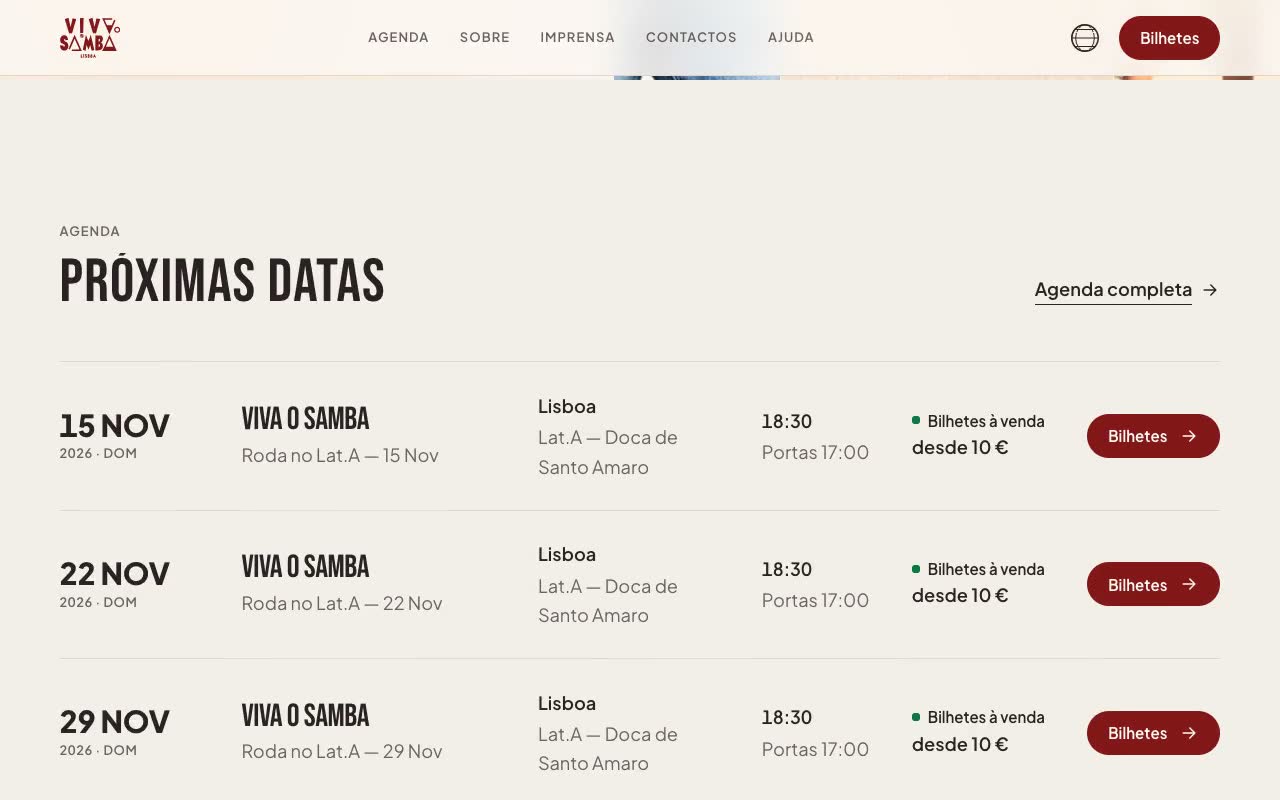 VIVA O
SAMBA
LISBOA
AGENDA SOBRE IMPRENSA CONTACTOS AJUDA
Bilhetes
AGENDA
PRÓXIMAS DATAS
Agenda completa →
15 NOV
2026 · DOM
VIVA O SAMBA
Roda no Lat.A — 15 Nov
Lisboa
Lat.A — Doca de
Santo Amaro
18:30
Portas 17:00
Bilhetes à venda
desde 10 €
Bilhetes →
22 NOV
2026 · DOM
VIVA O SAMBA
Roda no Lat.A — 22 Nov
Lisboa
Lat.A — Doca de
Santo Amaro
18:30
Portas 17:00
Bilhetes à venda
desde 10 €
Bilhetes →
29 NOV
2026 · DOM
VIVA O SAMBA
Roda no Lat.A — 29 Nov
Lisboa
Lat.A — Doca de
Santo Amaro
18:30
Portas 17:00
Bilhetes à venda
desde 10 €
Bilhetes →